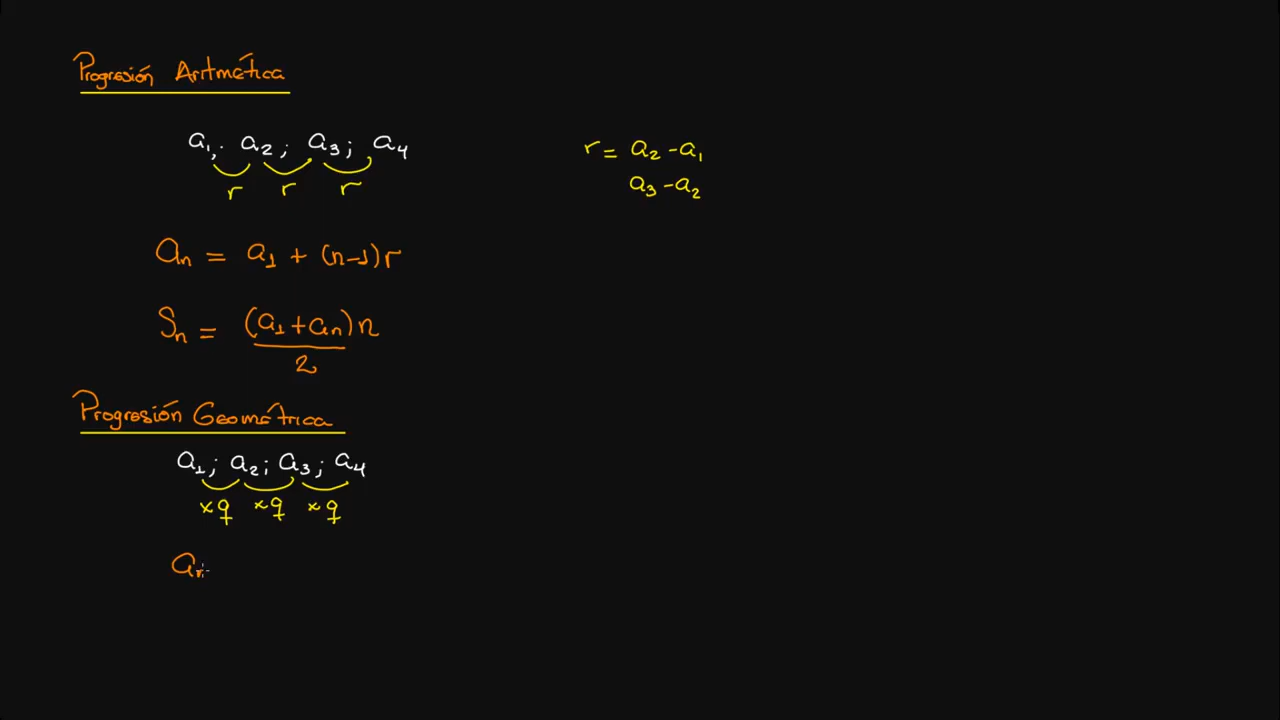 Progresión Aritmética
a₁; a₂; a₃; a₄
r r r
r = a₂ - a₁
a₃ - a₂
aₙ = a₁ + (n-1)r
Sₙ = (a₁+aₙ)n
2
Progresión Geométrica
a₁; a₂; a₃; a₄
×q ×q ×q
a